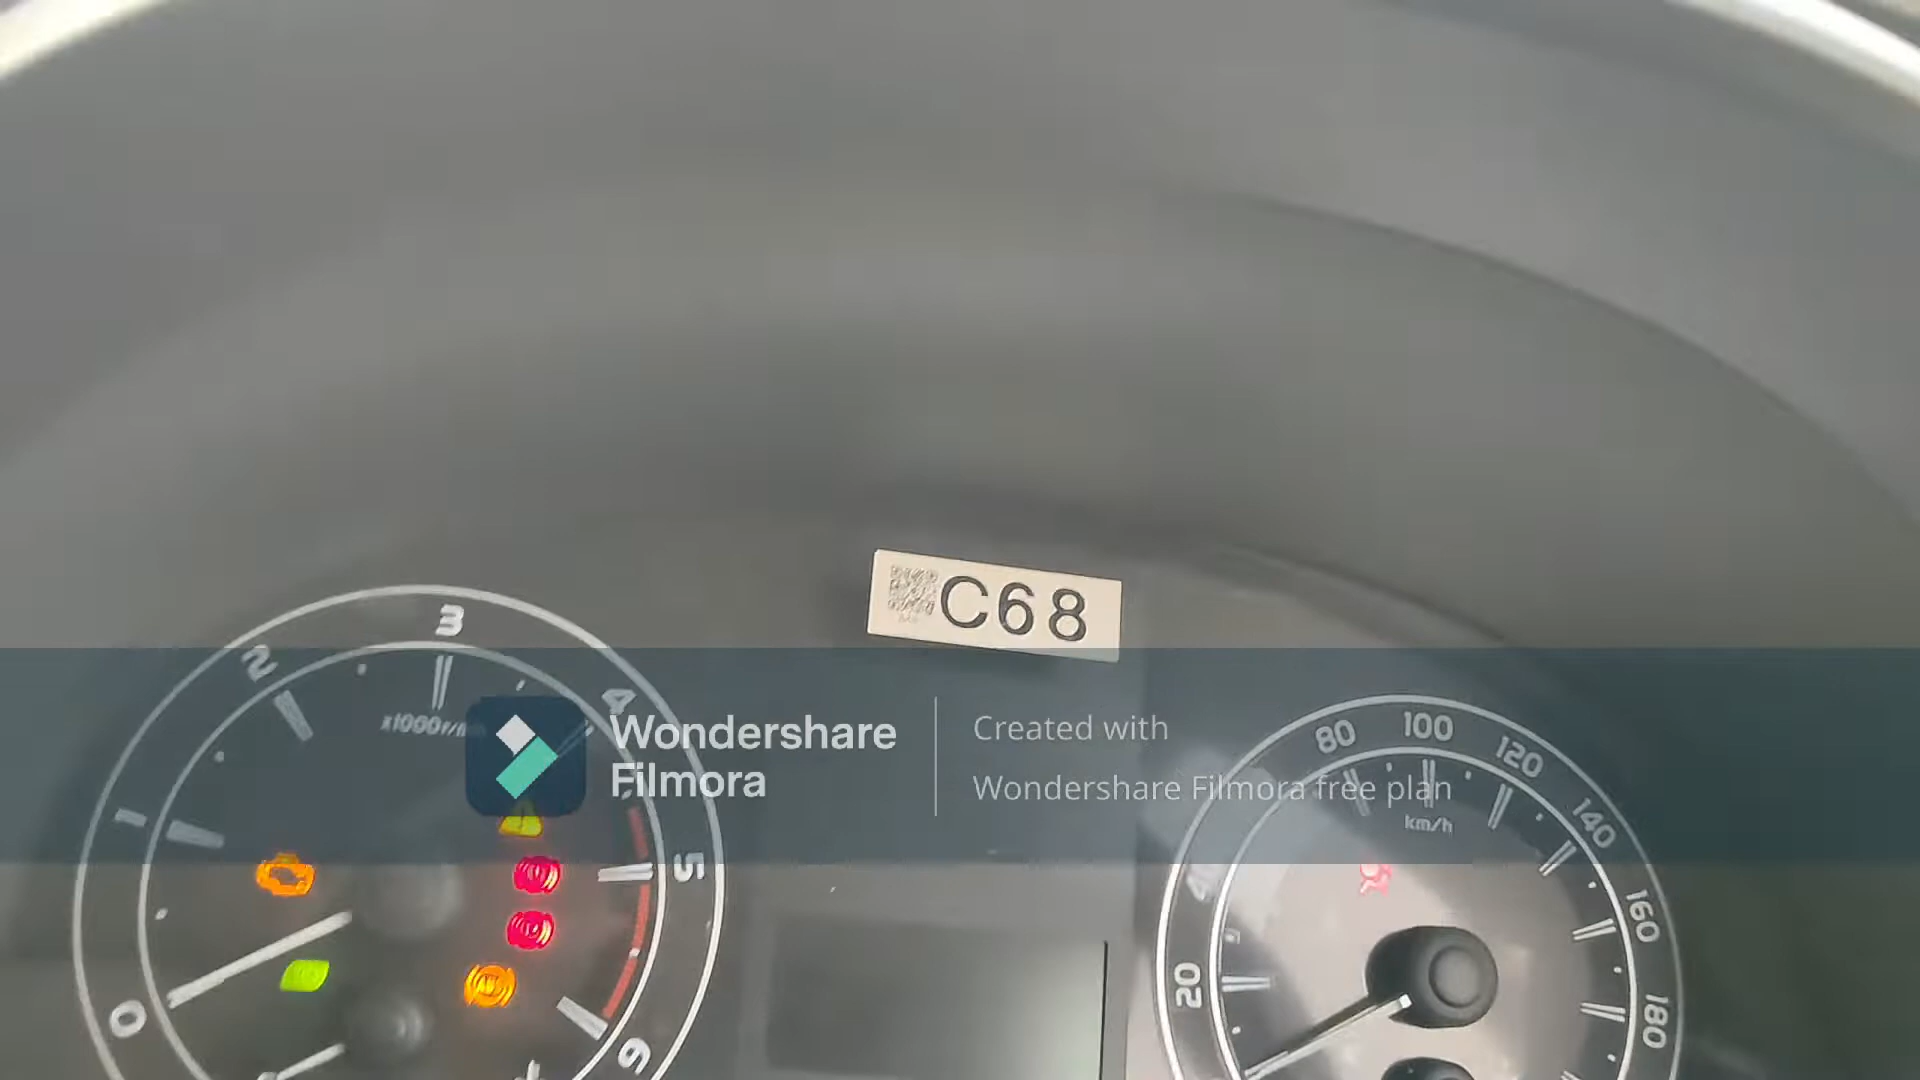 C68
3
2
4
x1000r/m
1
5
0
6
Wondershare
Filmora
Created with
Wondershare Filmora free plan
80
100
120
140
km/h
160
20
180